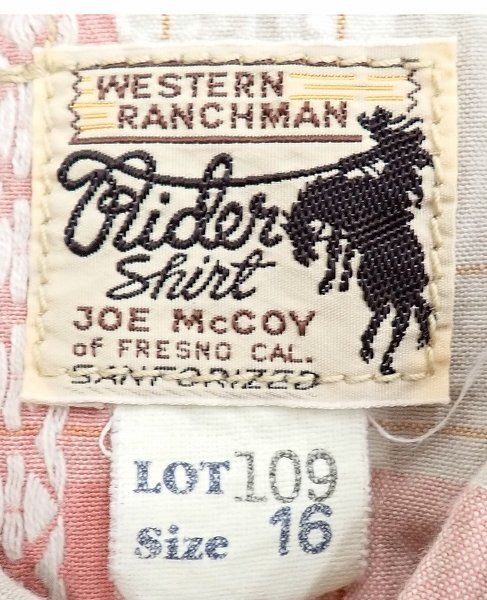 WESTERN
RANCHMAN
Rider
Shirt
JOE McCOY
of FRESNO CAL.
SANFORIZED
LOT 109
Size 16